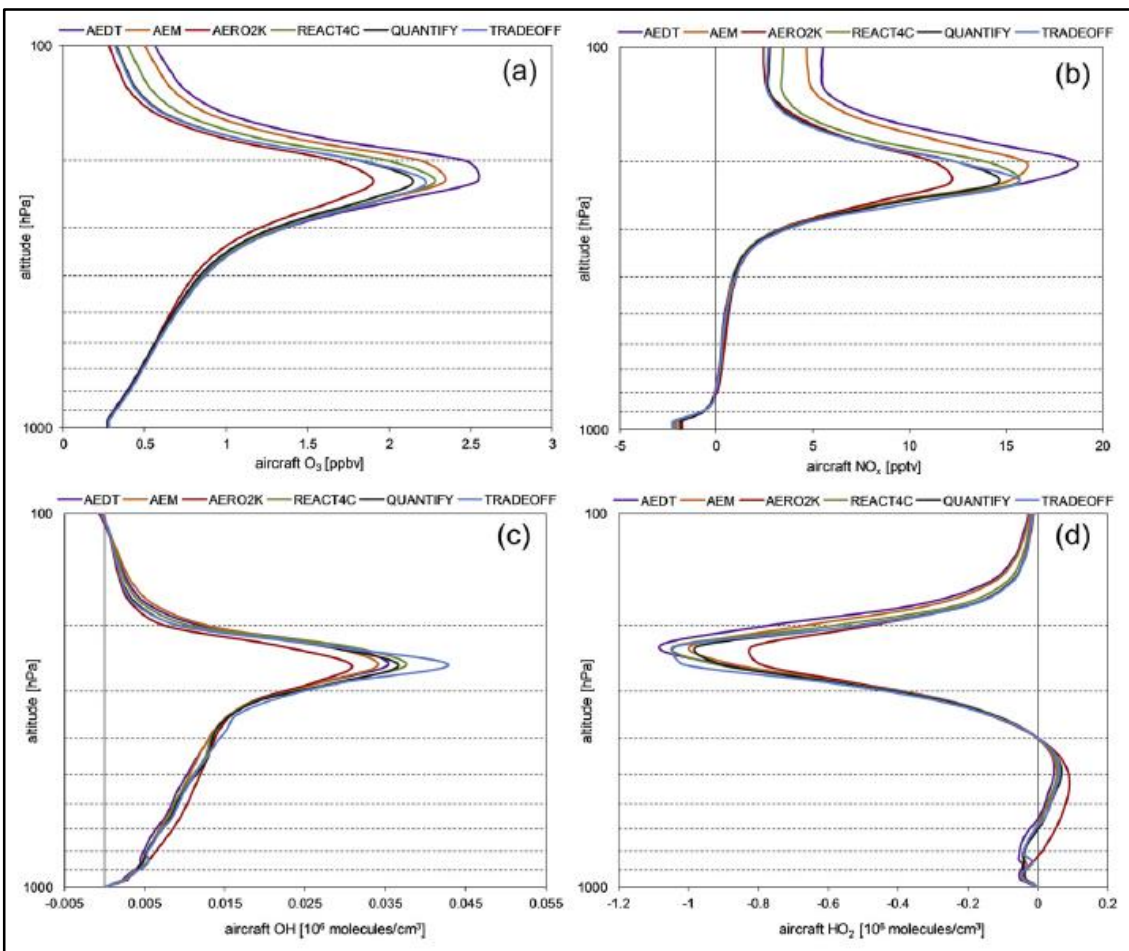 AEDT AEM AERO2K REACT4C QUANTIFY TRADEOFF
100
(a)
altitude [hPa]
1000
0 0.5 1 1.5 2 2.5 3
aircraft O₃ [ppbv]
AEDT AEM AERO2K REACT4C QUANTIFY TRADEOFF
100
(b)
altitude [hPa]
1000
-5 0 5 10 15 20
aircraft NOₓ [pptv]
AEDT AEM AERO2K REACT4C QUANTIFY TRADEOFF
100
(c)
altitude [hPa]
1000
-0.005 0.005 0.015 0.025 0.035 0.045 0.055
aircraft OH [10⁶ molecules/cm³]
AEDT AEM AERO2K REACT4C QUANTIFY TRADEOFF
100
(d)
altitude [hPa]
1000
-1.2 -1 -0.8 -0.6 -0.4 -0.2 0 0.2
aircraft HO₂ [10⁶ molecules/cm³]